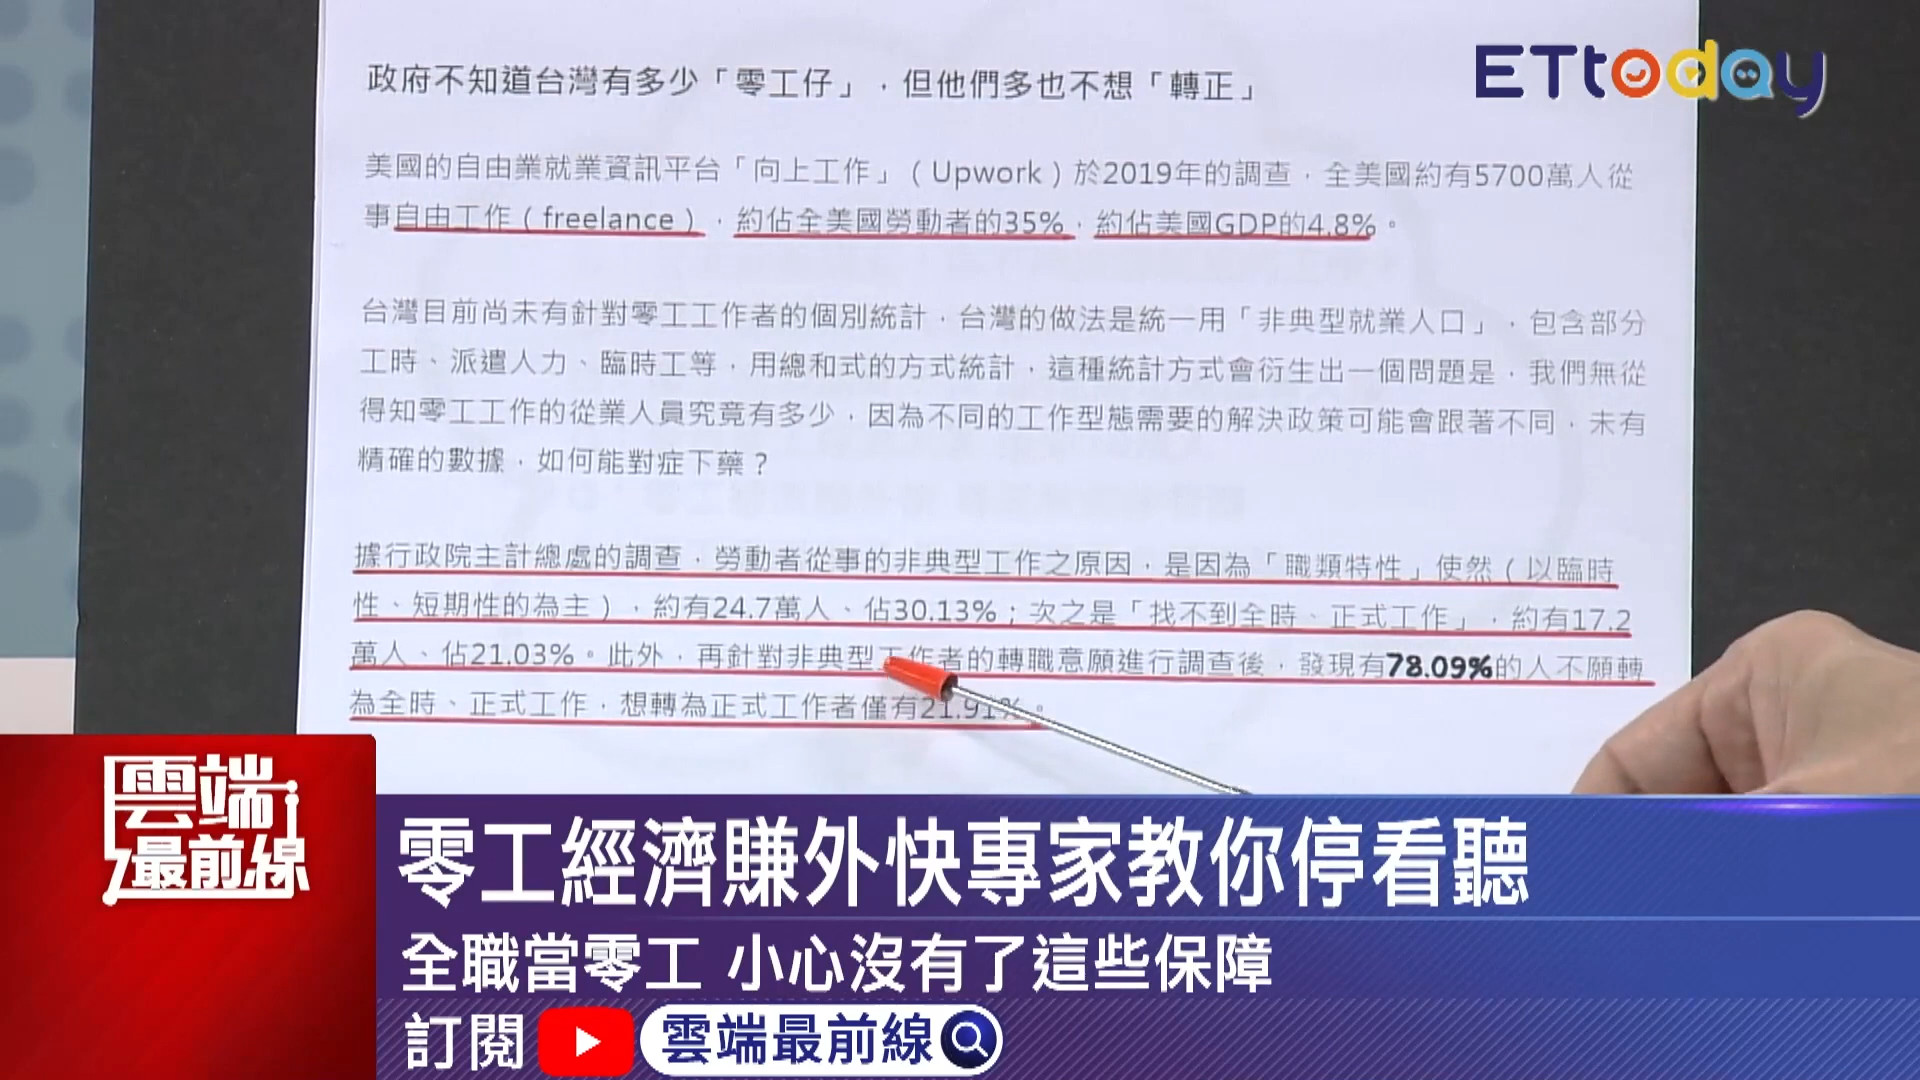 ETtoday
政府不知道台灣有多少「零工仔」，但他們多也不想「轉正」
美國的自由業就業資訊平台「向上工作」（Upwork）於2019年的調查，全美國約有5700萬人從
事自由工作（freelance），約佔全美國勞動者的35%，約佔美國GDP的4.8%。
台灣目前尚未有針對零工工作者的個別統計，台灣的做法是統一用「非典型就業人口」，包含部分
工時、派遣人力、臨時工等，用總和式的方式統計，這種統計方式會衍生出一個問題是，我們無從
得知零工工作的從業人員究竟有多少，因為不同的工作型態需要的解決政策可能會跟著不同，未有
精確的數據，如何能對症下藥？
據行政院主計總處的調查，勞動者從事的非典型工作之原因，是因為「職類特性」使然（以臨時
性、短期性的為主），約有24.7萬人、佔30.13%；次之是「找不到全時、正式工作」，約有17.2
萬人、佔21.03%。此外，再針對非典型工作者的轉職意願進行調查後，發現有78.09%的人不願轉
為全時、正式工作，想轉為正式工作者僅有21.91%。
雲端
最前線
零工經濟賺外快專家教你停看聽
全職當零工 小心沒有了這些保障
訂閱 雲端最前線